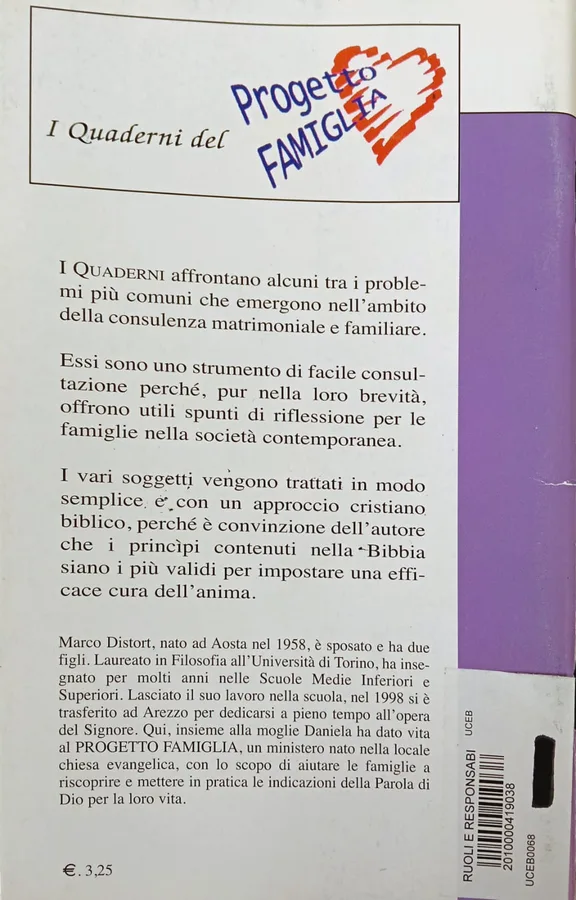 I Quaderni del
Progetto
FAMIGLIA
I QUADERNI affrontano alcuni tra i proble-
mi più comuni che emergono nell'ambito
della consulenza matrimoniale e familiare.
Essi sono uno strumento di facile consul-
tazione perché, pur nella loro brevità,
offrono utili spunti di riflessione per le
famiglie nella società contemporanea.
I vari soggetti vengono trattati in modo
semplice e con un approccio cristiano
biblico, perché è convinzione dell'autore
che i princìpi contenuti nella Bibbia
siano i più validi per impostare una effi-
cace cura dell'anima.
Marco Distort, nato ad Aosta nel 1958, è sposato e ha due
figli. Laureato in Filosofia all'Università di Torino, ha inse-
gnato per molti anni nelle Scuole Medie Inferiori e
Superiori. Lasciato il suo lavoro nella scuola, nel 1998 si è
trasferito ad Arezzo per dedicarsi a pieno tempo all'opera
del Signore. Qui, insieme alla moglie Daniela ha dato vita
al PROGETTO FAMIGLIA, un ministero nato nella locale
chiesa evangelica, con lo scopo di aiutare le famiglie a
riscoprire e mettere in pratica le indicazioni della Parola di
Dio per la loro vita.
€. 3,25
RUOLI E RESPONSABI UCEB
2010000419038
UCEB0068